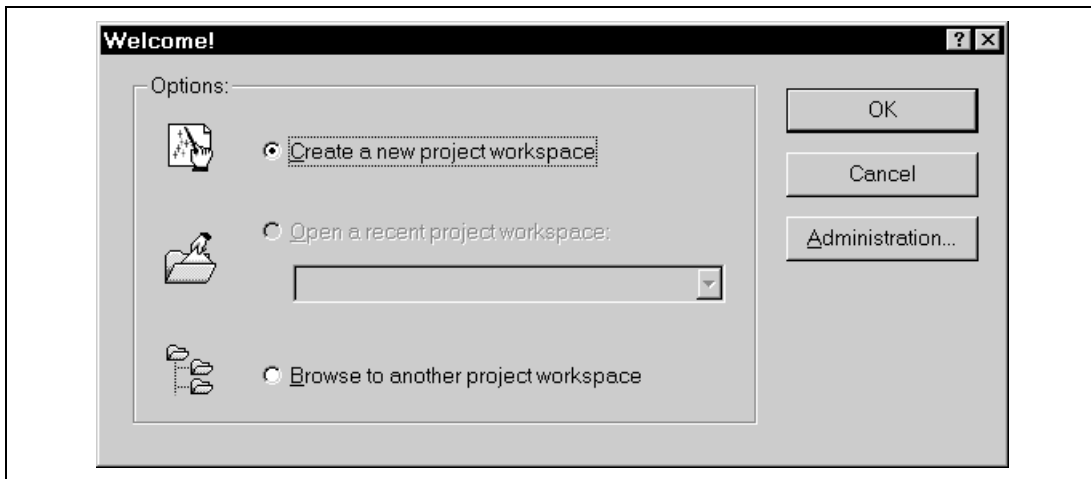 Welcome!
Options:
Create a new project workspace
Open a recent project workspace:
Browse to another project workspace
OK
Cancel
Administration...